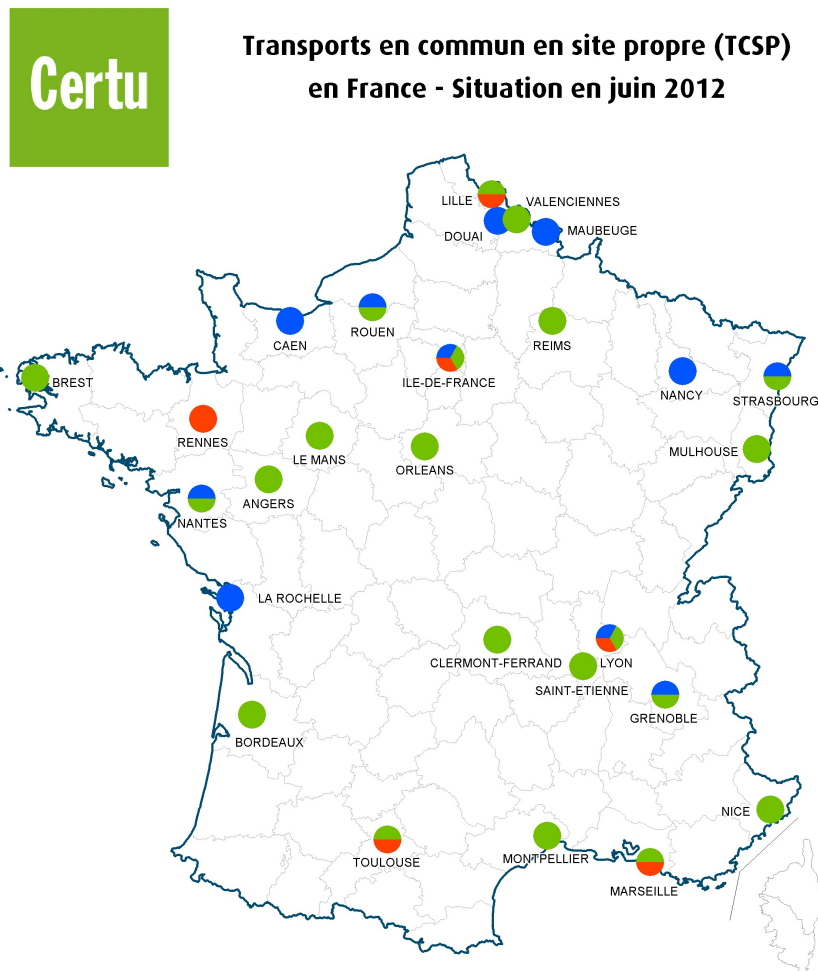 Certu
Transports en commun en site propre (TCSP)
en France - Situation en juin 2012
LILLE
VALENCIENNES
DOUAI
MAUBEUGE
CAEN
ROUEN
REIMS
ILE-DE-FRANCE
BREST
NANCY
STRASBOURG
RENNES
LE MANS
ORLEANS
MULHOUSE
ANGERS
NANTES
LA ROCHELLE
CLERMONT-FERRAND
LYON
SAINT-ETIENNE
GRENOBLE
BORDEAUX
NICE
TOULOUSE
MONTPELLIER
MARSEILLE